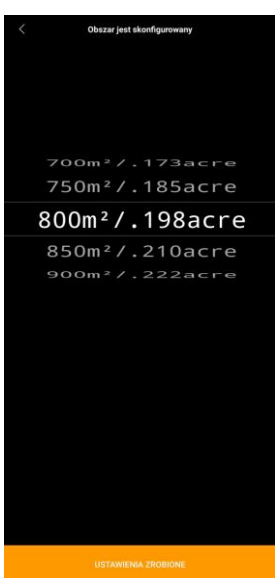 Obszar jest skonfigurowany
700m²/.173acre
750m²/.185acre
800m²/.198acre
850m²/.210acre
900m²/.222acre
USTAWIENIA ZROBIONE